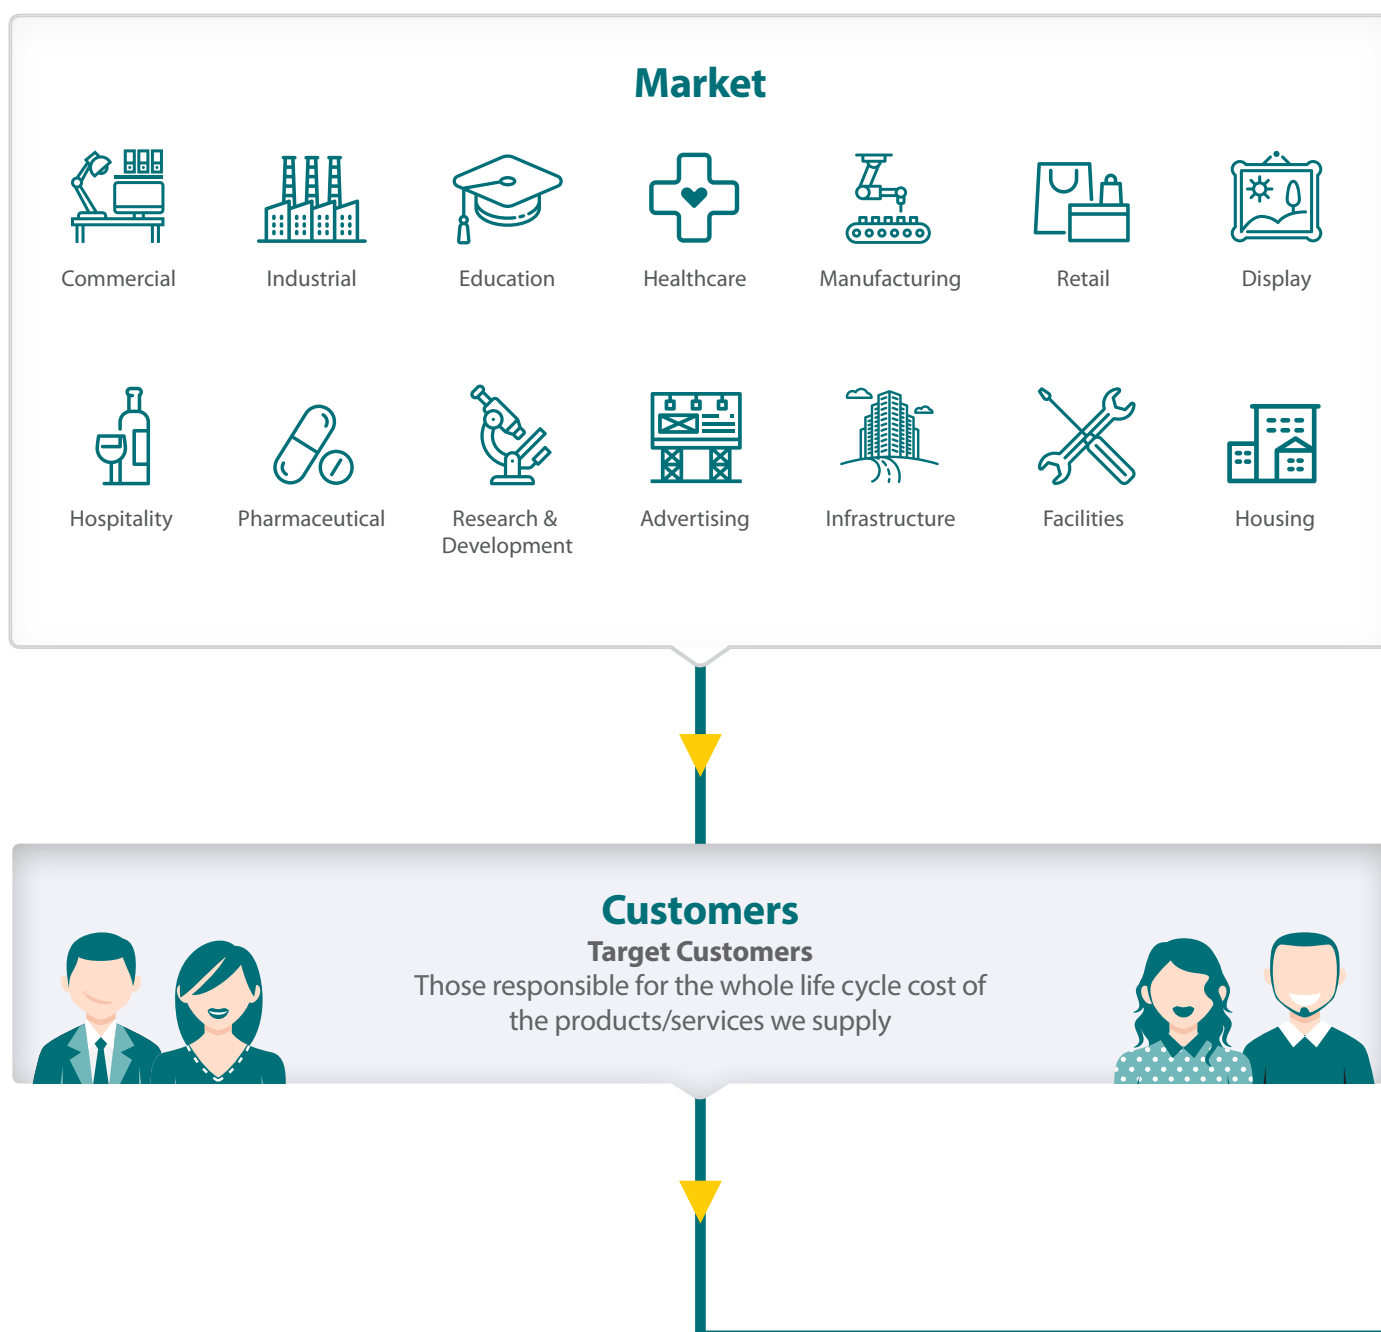 Market
Commercial
Industrial
Education
Healthcare
Manufacturing
Retail
Display
Hospitality
Pharmaceutical
Research &
Development
Advertising
Infrastructure
Facilities
Housing
Customers
Target Customers
Those responsible for the whole life cycle cost of
the products/services we supply